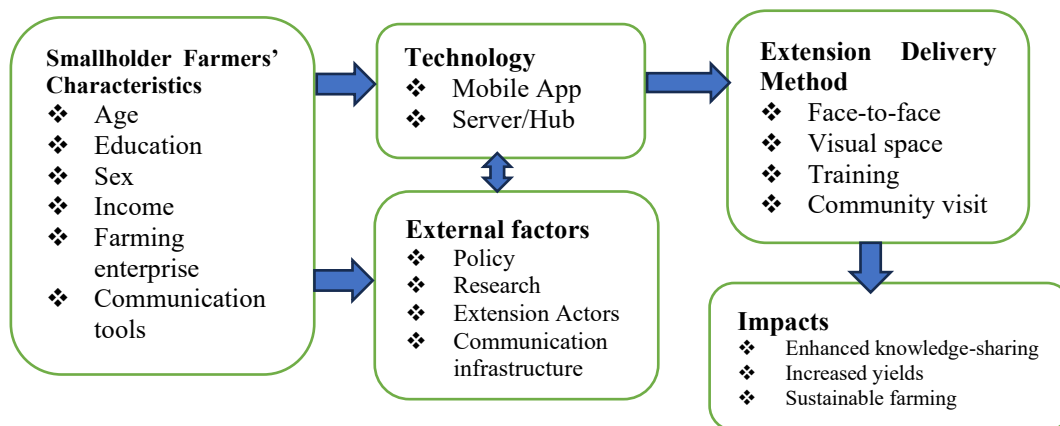 Smallholder Farmers’
Characteristics
❖ Age
❖ Education
❖ Sex
❖ Income
❖ Farming
enterprise
❖ Communication
tools
Technology
❖ Mobile App
❖ Server/Hub
External factors
❖ Policy
❖ Research
❖ Extension Actors
❖ Communication
infrastructure
Extension Delivery
Method
❖ Face-to-face
❖ Visual space
❖ Training
❖ Community visit
Impacts
❖ Enhanced knowledge-sharing
❖ Increased yields
❖ Sustainable farming